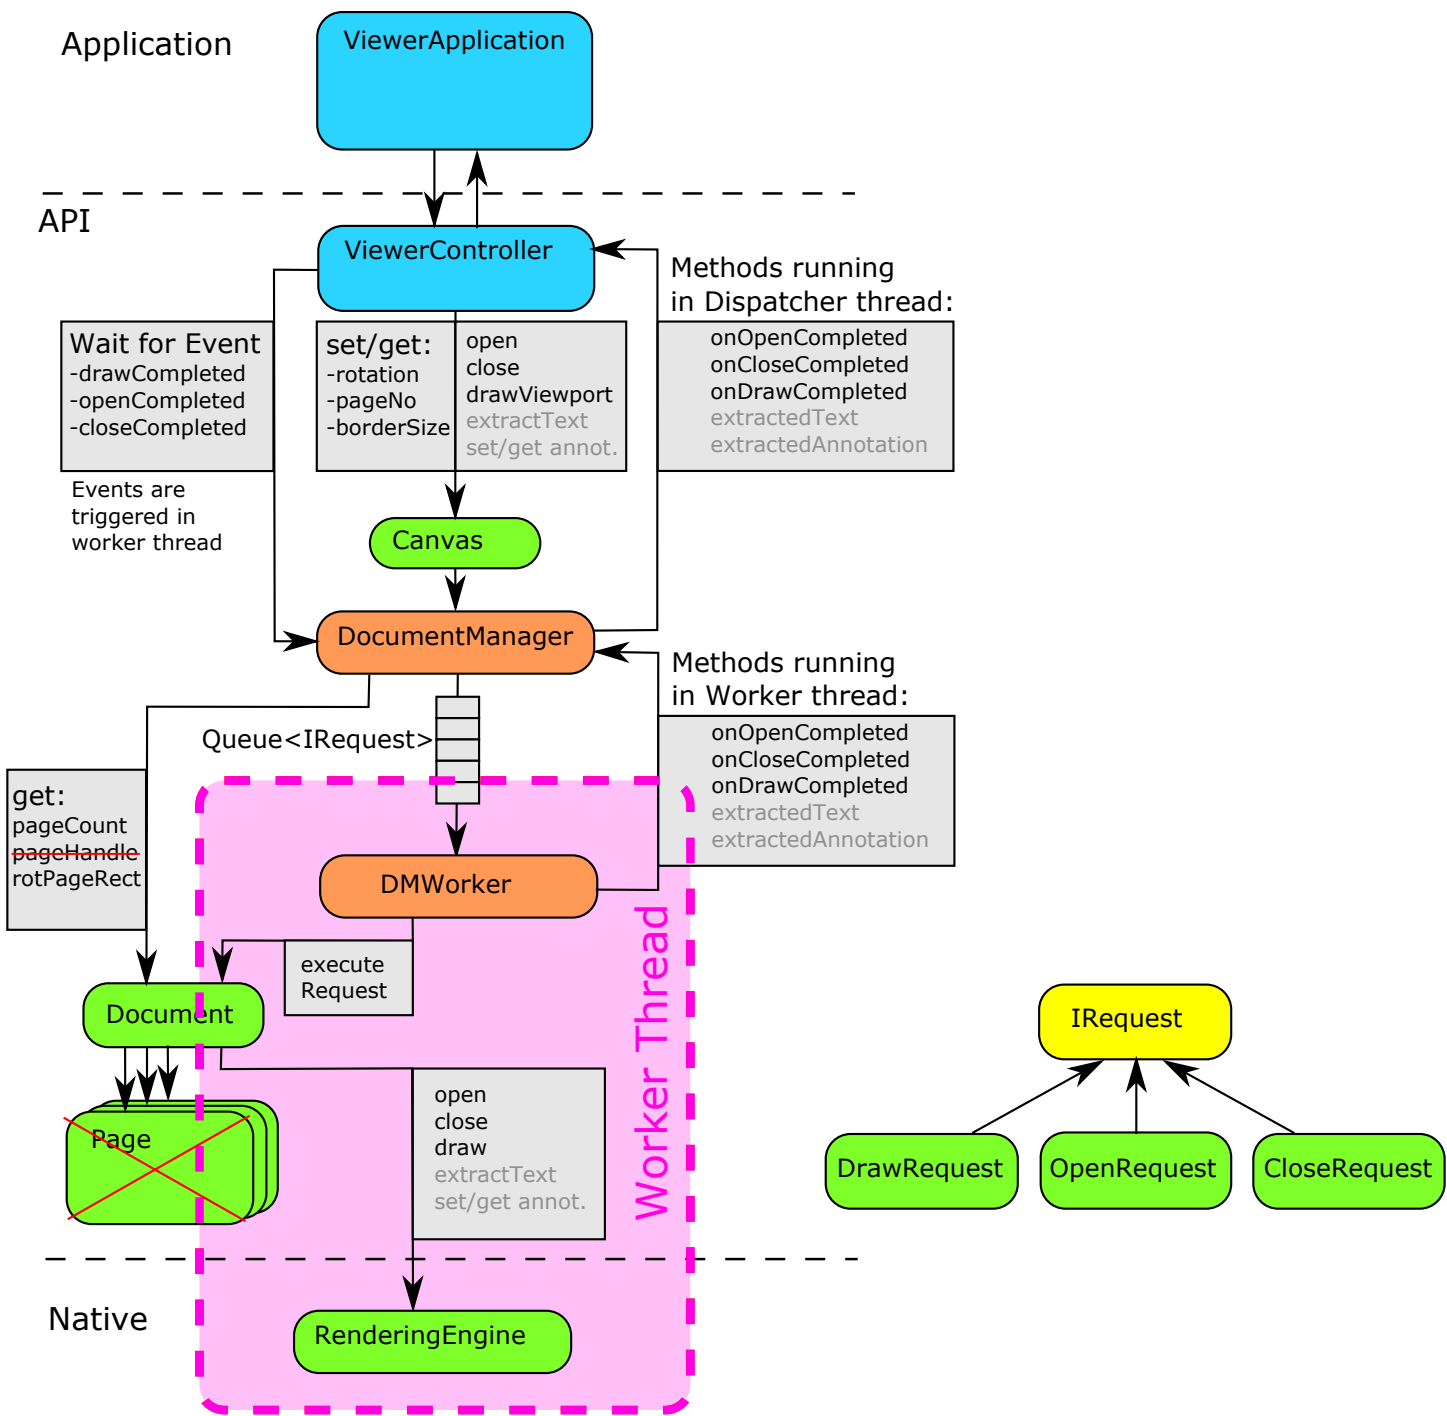 Application
ViewerApplication
API
ViewerController
Methods running
in Dispatcher thread:
Wait for Event
-drawCompleted
-openCompleted
-closeCompleted
set/get:
-rotation
-pageNo
-borderSize
open
close
drawViewport
extractText
set/get annot.
onOpenCompleted
onCloseCompleted
onDrawCompleted
extractedText
extractedAnnotation
Events are
triggered in
worker thread
Canvas
DocumentManager
Methods running
in Worker thread:
Queue<IRequest>
onOpenCompleted
onCloseCompleted
onDrawCompleted
extractedText
extractedAnnotation
get:
pageCount
pageHandle
rotPageRect
DMWorker
Worker Thread
execute
Request
Document
Page
open
close
draw
extractText
set/get annot.
IRequest
DrawRequest
OpenRequest
CloseRequest
Native
RenderingEngine